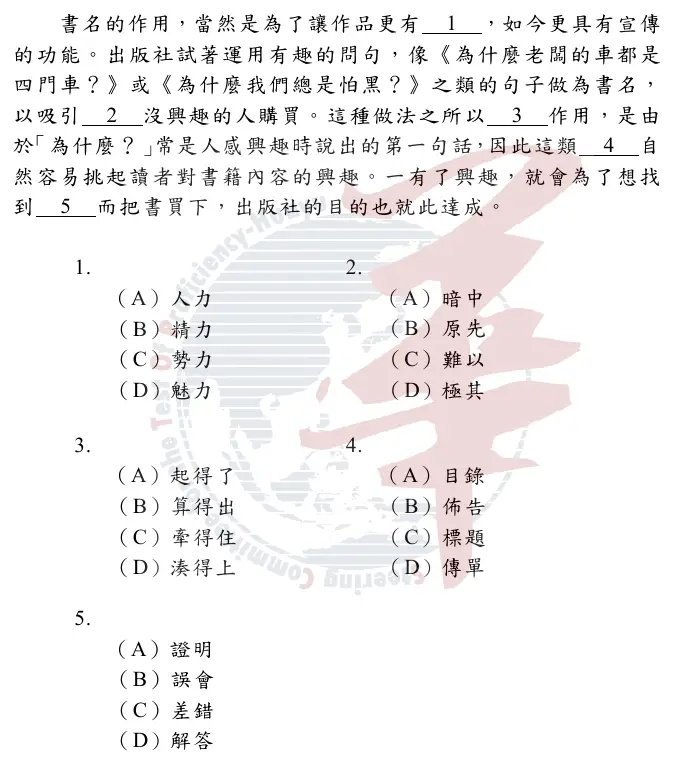 書名的作用，當然是為了讓作品更有 1 ，如今更具有宣傳
的功能。出版社試著運用有趣的問句，像《為什麼老闆的車都是
四門車？》或《為什麼我們總是怕黑？》之類的句子做為書名，
以吸引 2 沒興趣的人購買。這種做法之所以 3 作用，是由
於「為什麼？」常是人感興趣時說出的第一句話，因此這類 4 自
然容易挑起讀者對書籍內容的興趣。一有了興趣，就會為了想找
到 5 而把書買下，出版社的目的也就此達成。
1.
（A）人力
（B）精力
（C）勢力
（D）魅力
2.
（A）暗中
（B）原先
（C）難以
（D）極其
3.
（A）起得了
（B）算得出
（C）牽得住
（D）湊得上
4.
（A）目錄
（B）佈告
（C）標題
（D）傳單
5.
（A）證明
（B）誤會
（C）差錯
（D）解答